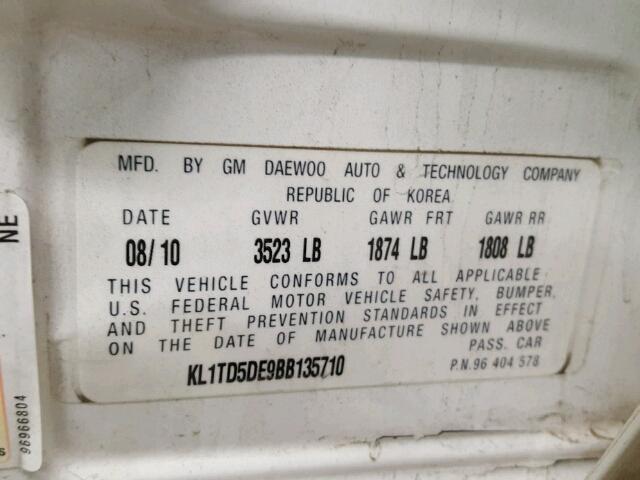 MFD. BY GM DAEWOO AUTO & TECHNOLOGY COMPANY
REPUBLIC OF KOREA
DATE GVWR GAWR FRT GAWR RR
08/10 3523 LB 1874 LB 1808 LB
THIS VEHICLE CONFORMS TO ALL APPLICABLE
U.S. FEDERAL MOTOR VEHICLE SAFETY, BUMPER,
AND THEFT PREVENTION STANDARDS IN EFFECT
ON THE DATE OF MANUFACTURE SHOWN ABOVE
PASS. CAR
KL1TD5DE9BB135710
P.N.96 404 578
NE
96966804
S